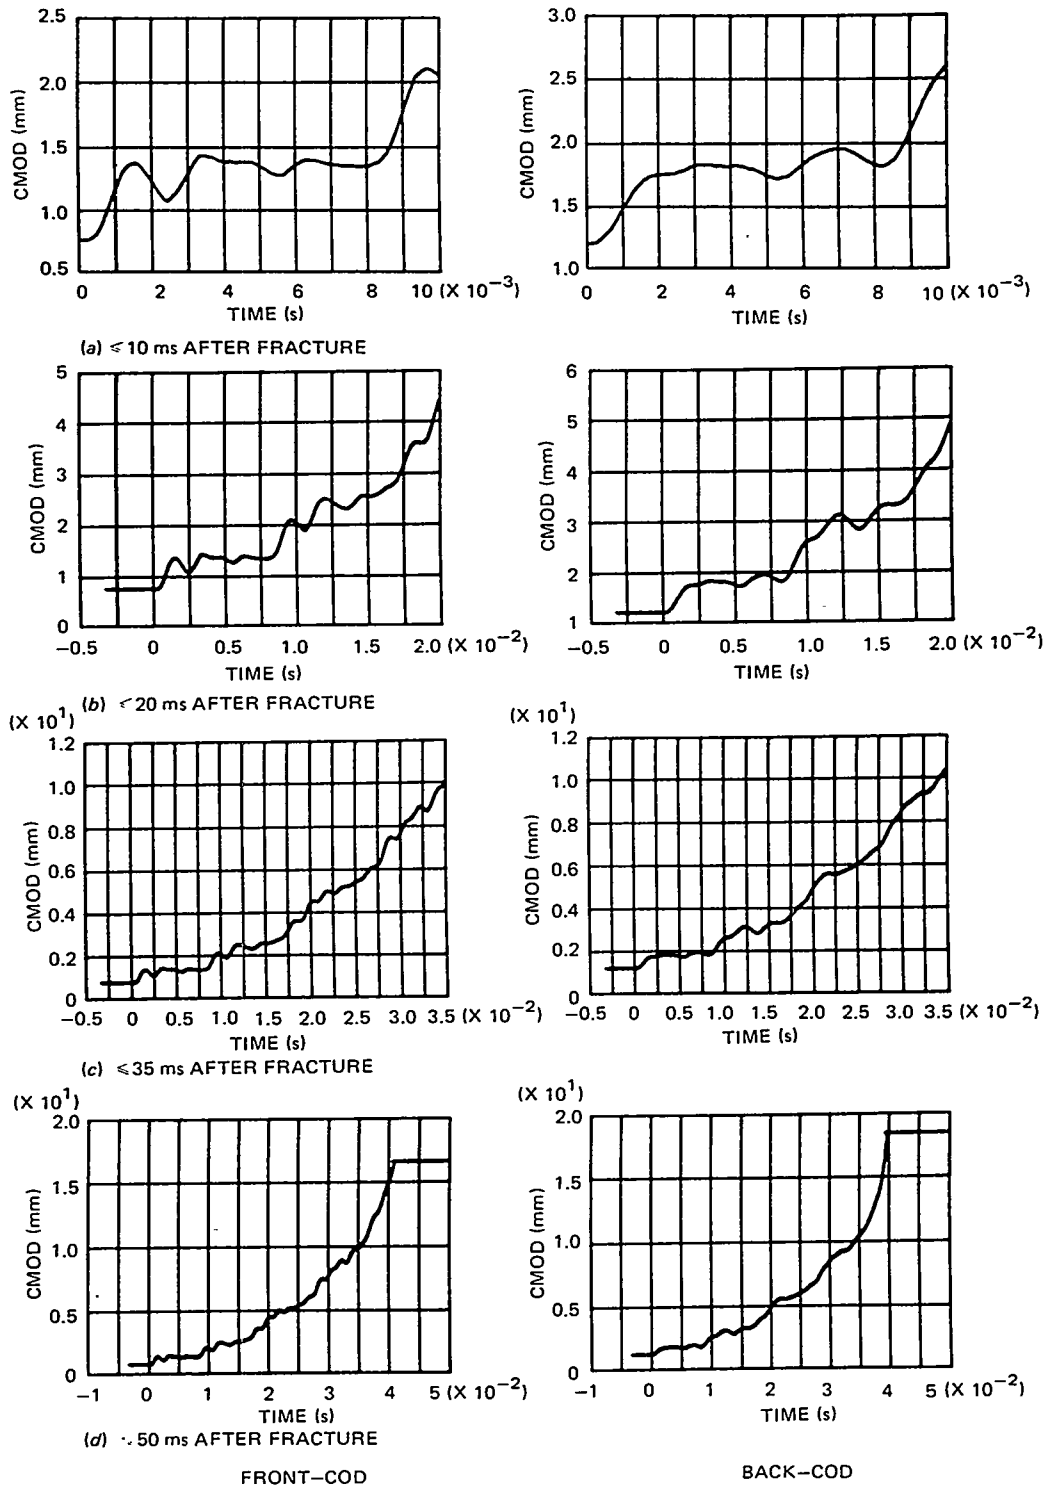 2.5
2.0
1.5
1.0
0.5
CMOD (mm)
0 2 4 6 8 10 (X 10−3)
TIME (s)
3.0
2.5
2.0
1.5
1.0
CMOD (mm)
0 2 4 6 8 10 (X 10−3)
TIME (s)
(a) ≤10 ms AFTER FRACTURE
5
4
3
2
1
0
CMOD (mm)
−0.5 0 0.5 1.0 1.5 2.0 (X 10−2)
TIME (s)
6
5
4
3
2
1
CMOD (mm)
−0.5 0 0.5 1.0 1.5 2.0 (X 10−2)
TIME (s)
(b) ≤20 ms AFTER FRACTURE
(X 101)
1.2
1.0
0.8
0.6
0.4
0.2
0
CMOD (mm)
−0.5 0 0.5 1.0 1.5 2.0 2.5 3.0 3.5 (X 10−2)
TIME (s)
(X 101)
1.2
1.0
0.8
0.6
0.4
0.2
0
CMOD (mm)
−0.5 0 0.5 1.0 1.5 2.0 2.5 3.0 3.5 (X 10−2)
TIME (s)
(c) ≤35 ms AFTER FRACTURE
(X 101)
2.0
1.5
1.0
0.5
0
CMOD (mm)
−1 0 1 2 3 4 5 (X 10−2)
TIME (s)
(X 101)
2.0
1.5
1.0
0.5
0
CMOD (mm)
−1 0 1 2 3 4 5 (X 10−2)
TIME (s)
(d) 50 ms AFTER FRACTURE
FRONT−COD
BACK−COD